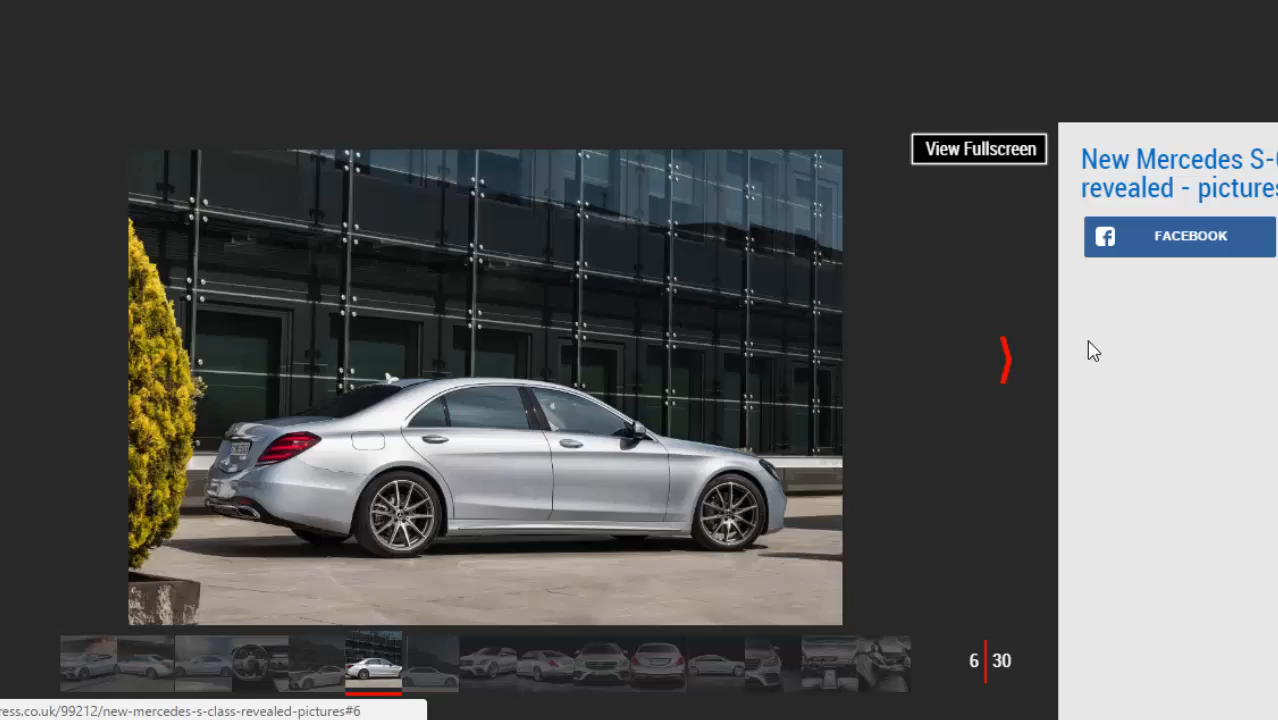 View Fullscreen
New Mercedes S-
revealed - pictures
FACEBOOK
6 30
ress.co.uk/99212/new-mercedes-s-class-revealed-pictures#6